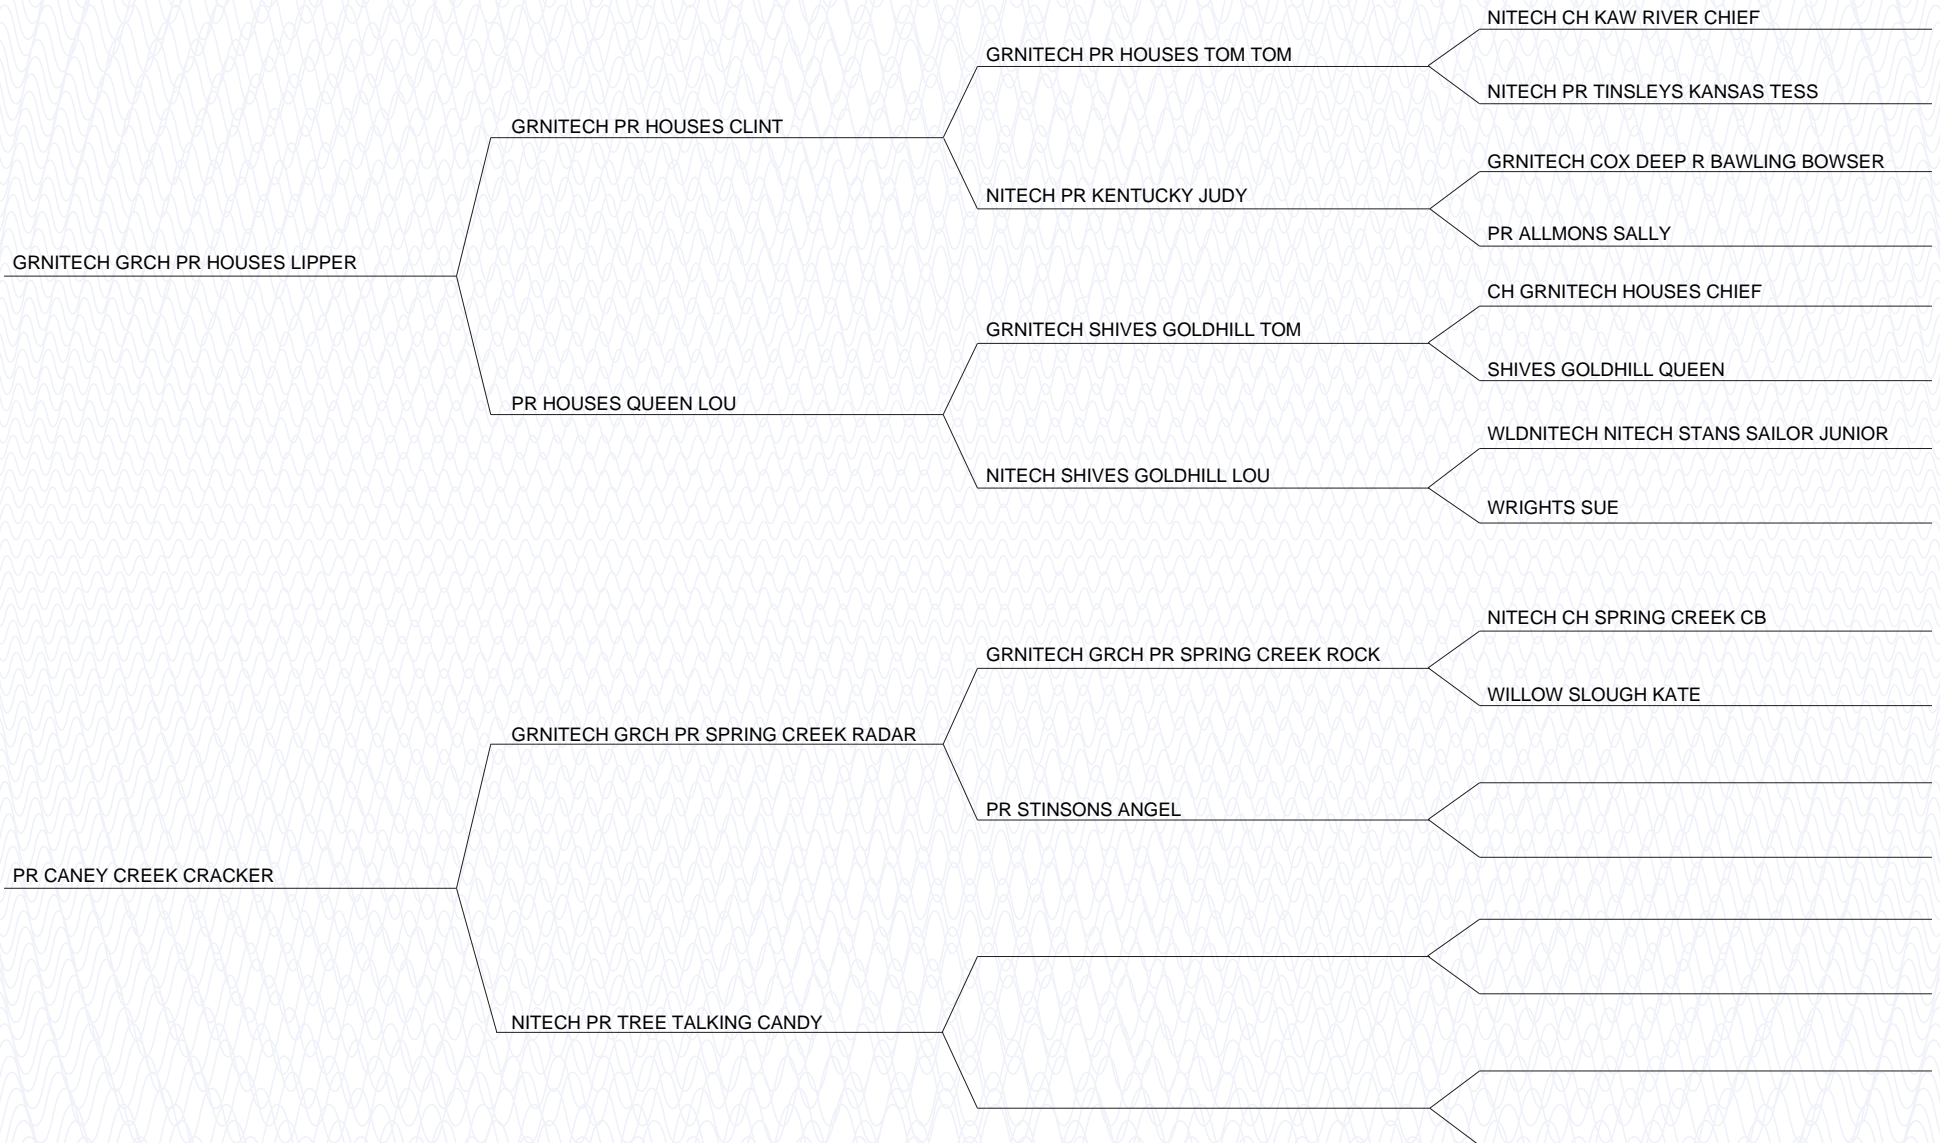 NITECH CH KAW RIVER CHIEF
GRNITECH PR HOUSES TOM TOM
NITECH PR TINSLEYS KANSAS TESS
GRNITECH PR HOUSES CLINT
GRNITECH COX DEEP R BAWLING BOWSER
NITECH PR KENTUCKY JUDY
PR ALLMONS SALLY
GRNITECH GRCH PR HOUSES LIPPER
CH GRNITECH HOUSES CHIEF
GRNITECH SHIVES GOLDHILL TOM
SHIVES GOLDHILL QUEEN
PR HOUSES QUEEN LOU
WLDNITECH NITECH STANS SAILOR JUNIOR
NITECH SHIVES GOLDHILL LOU
WRIGHTS SUE
NITECH CH SPRING CREEK CB
GRNITECH GRCH PR SPRING CREEK ROCK
WILLOW SLOUGH KATE
GRNITECH GRCH PR SPRING CREEK RADAR
PR STINSONS ANGEL
PR CANEY CREEK CRACKER
NITECH PR TREE TALKING CANDY